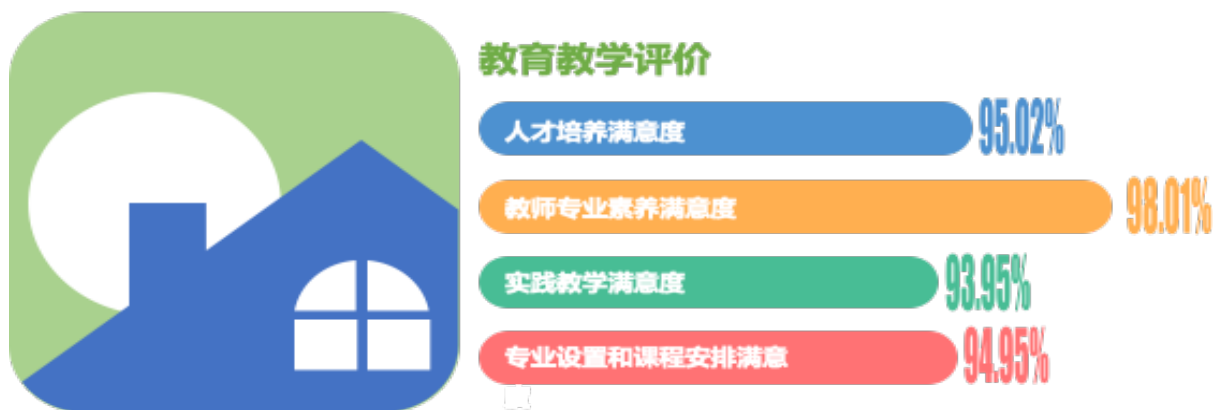 教育教学评价
人才培养满意度 95.02%
教师专业素养满意度 98.01%
实践教学满意度 93.95%
专业设置和课程安排满意 94.95%